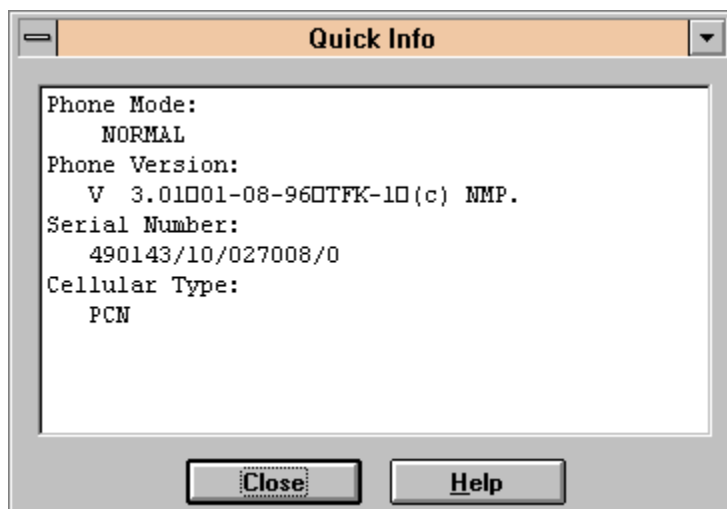 Quick Info
Phone Mode:
NORMAL
Phone Version:
V 3.01□01-08-96□TFK-1□(c) NMP.
Serial Number:
490143/10/027008/0
Cellular Type:
PCN
Close
Help